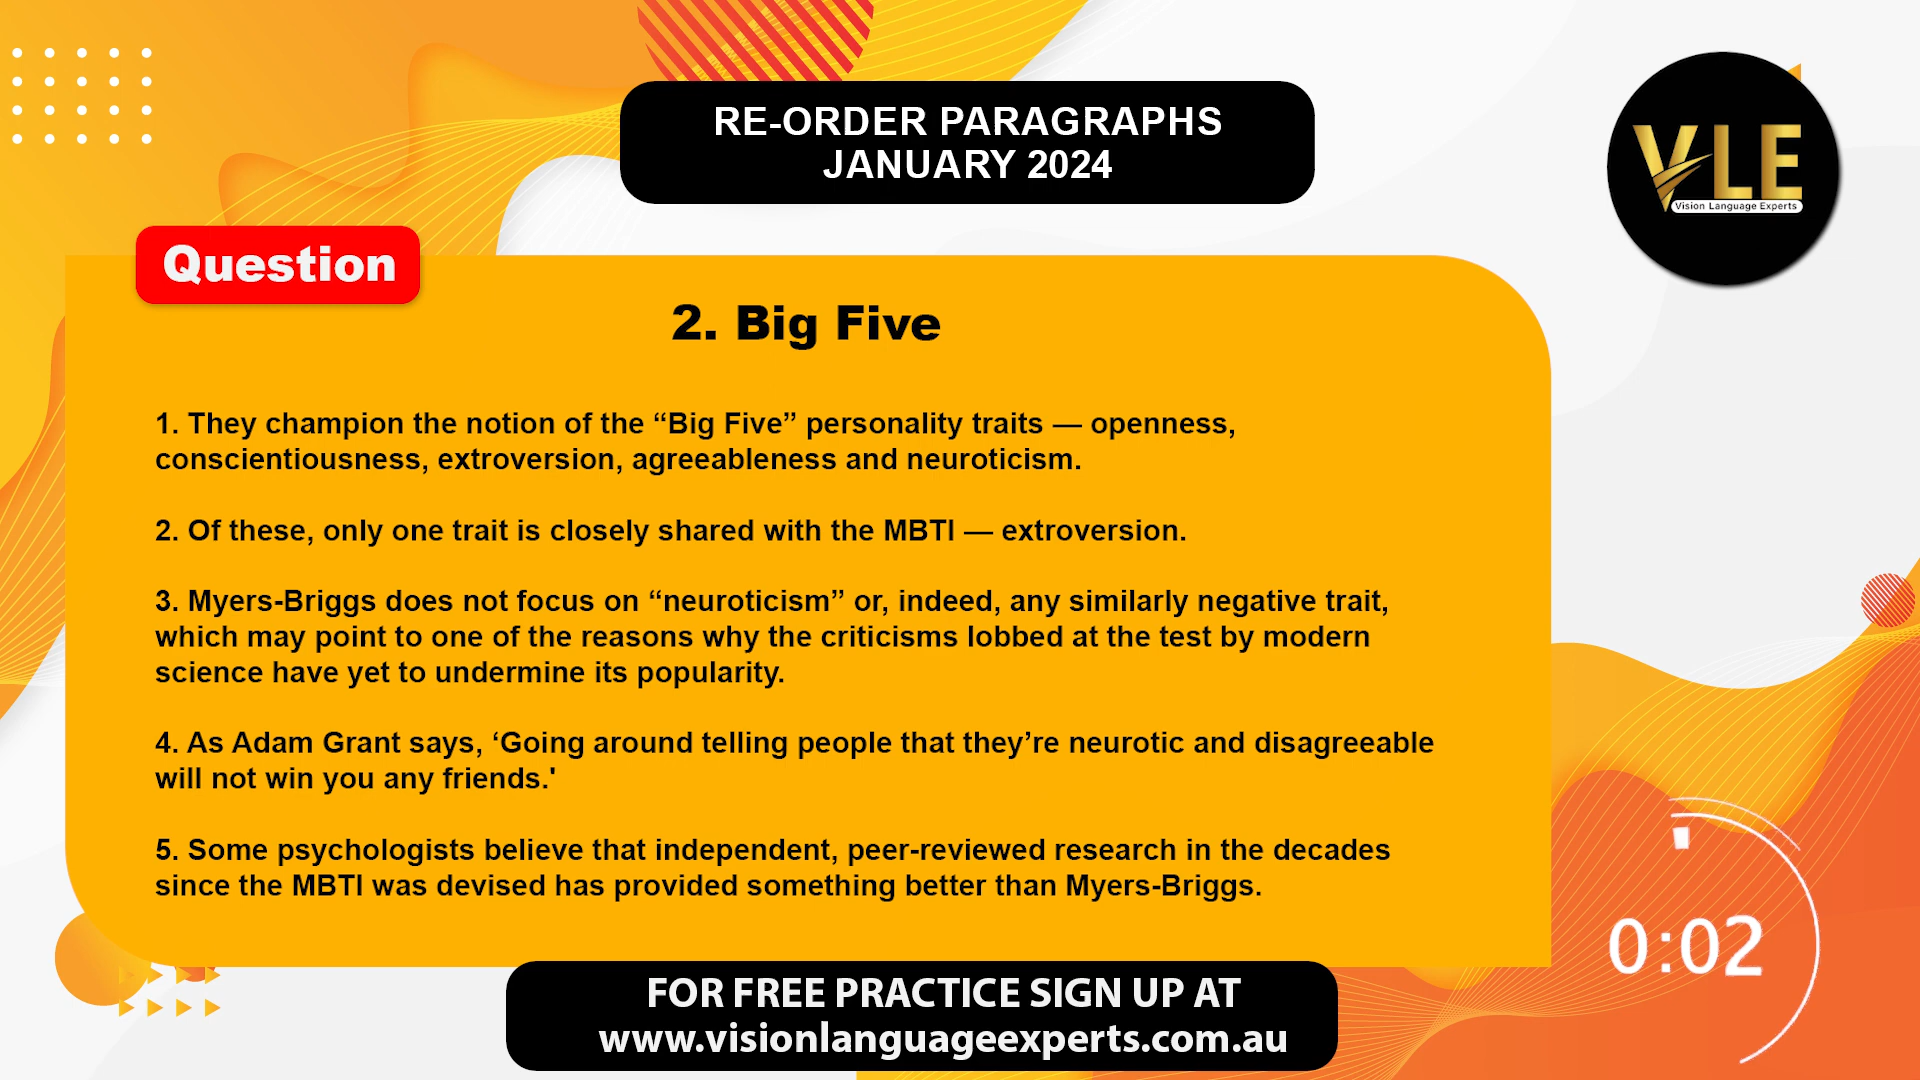 RE-ORDER PARAGRAPHS
JANUARY 2024
VLE
Vision Language Experts
Question
2. Big Five
1. They champion the notion of the “Big Five” personality traits — openness,
conscientiousness, extroversion, agreeableness and neuroticism.
2. Of these, only one trait is closely shared with the MBTI — extroversion.
3. Myers-Briggs does not focus on “neuroticism” or, indeed, any similarly negative trait,
which may point to one of the reasons why the criticisms lobbed at the test by modern
science have yet to undermine its popularity.
4. As Adam Grant says, ‘Going around telling people that they’re neurotic and disagreeable
will not win you any friends.'
5. Some psychologists believe that independent, peer-reviewed research in the decades
since the MBTI was devised has provided something better than Myers-Briggs.
0:02
FOR FREE PRACTICE SIGN UP AT
www.visionlanguageexperts.com.au